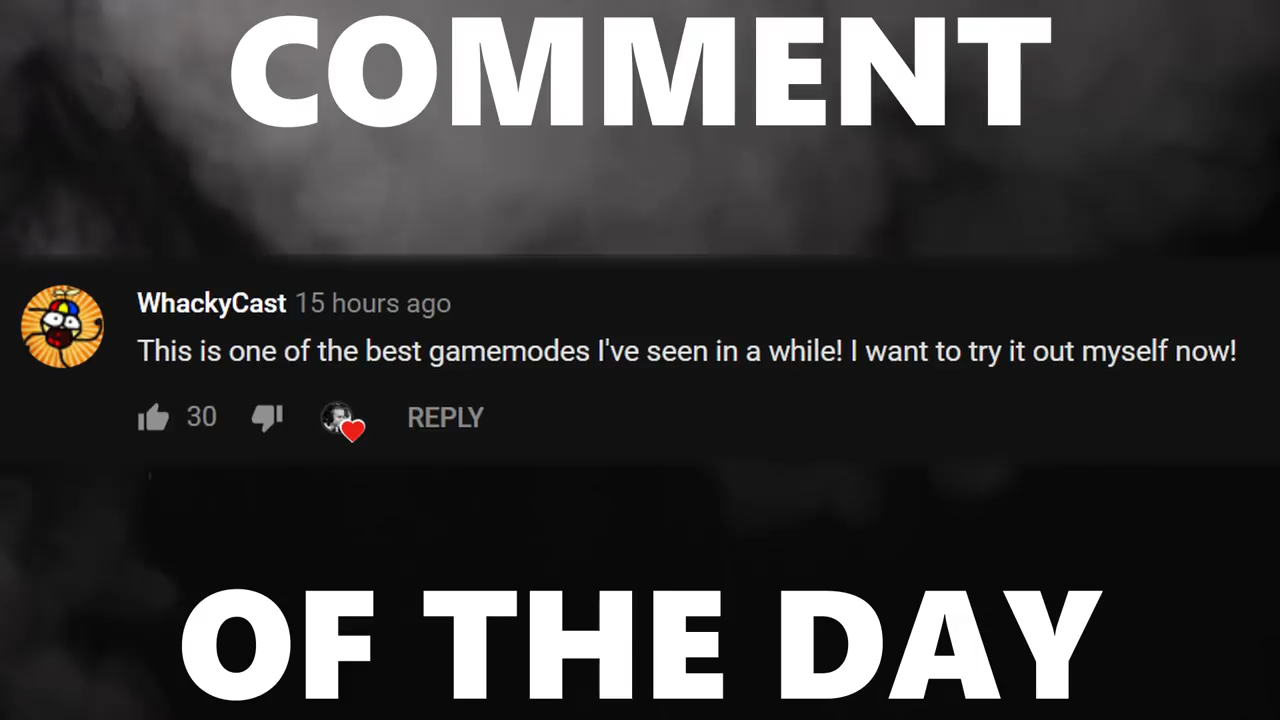 COMMENT
WhackyCast 15 hours ago
This is one of the best gamemodes I've seen in a while! I want to try it out myself now!
30 REPLY
OF THE DAY